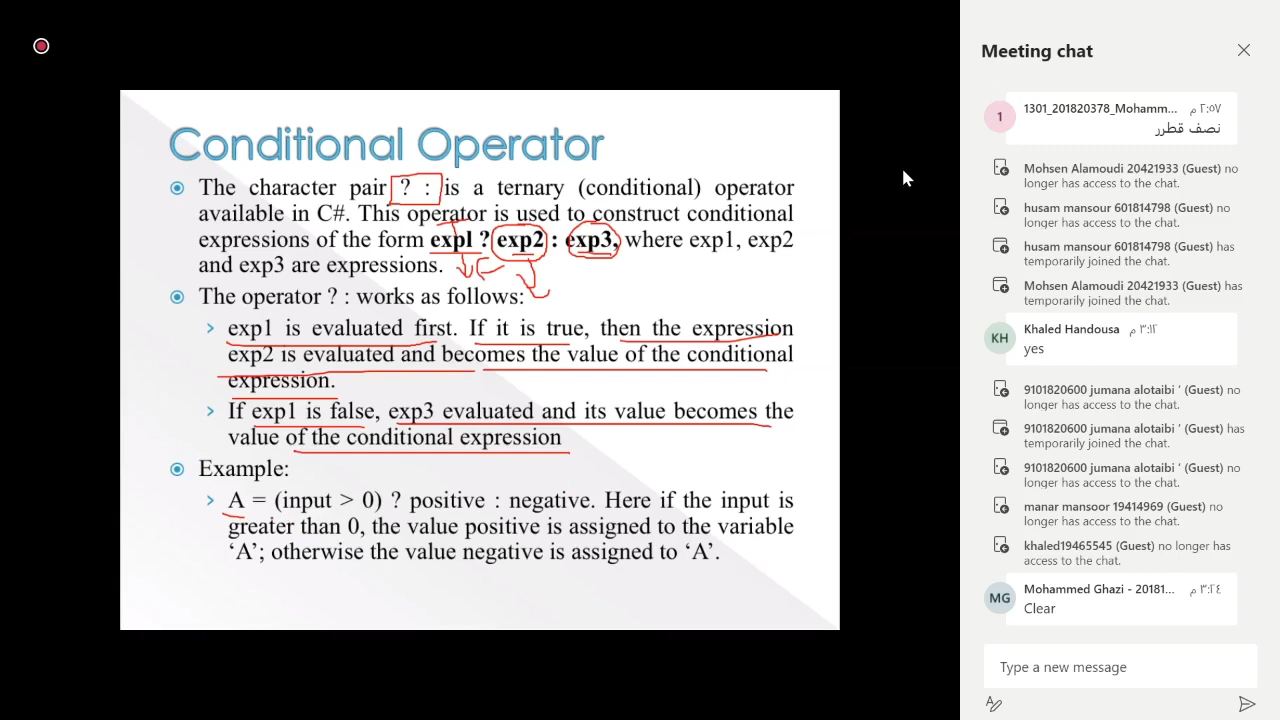 Conditional Operator
The character pair ? : is a ternary (conditional) operator
available in C#. This operator is used to construct conditional
expressions of the form expl ? exp2 : exp3, where exp1, exp2
and exp3 are expressions.
The operator ? : works as follows:
exp1 is evaluated first. If it is true, then the expression
exp2 is evaluated and becomes the value of the conditional
expression.
If exp1 is false, exp3 evaluated and its value becomes the
value of the conditional expression
Example:
A = (input > 0) ? positive : negative. Here if the input is
greater than 0, the value positive is assigned to the variable
‘A’; otherwise the value negative is assigned to ‘A’.
Meeting chat
1
1301_201820378_Mohamm... ٢:٥٧ م
نصف قطرر
Mohsen Alamoudi 20421933 (Guest) no
longer has access to the chat.
husam mansour 601814798 (Guest) no
longer has access to the chat.
husam mansour 601814798 (Guest) has
temporarily joined the chat.
Mohsen Alamoudi 20421933 (Guest) has
temporarily joined the chat.
KH
Khaled Handousa ٣:١٢ م
yes
9101820600 jumana alotaibi ‘ (Guest) no
longer has access to the chat.
9101820600 jumana alotaibi ‘ (Guest) has
temporarily joined the chat.
9101820600 jumana alotaibi ‘ (Guest) no
longer has access to the chat.
manar mansoor 19414969 (Guest) no
longer has access to the chat.
khaled19465545 (Guest) no longer has
access to the chat.
MG
Mohammed Ghazi - 20181... ٣:٢٤ م
Clear
Type a new message